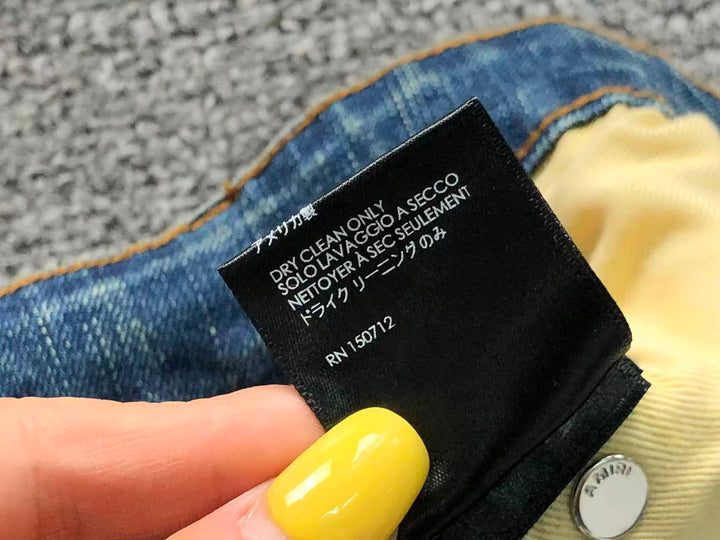 アメリカ製
DRY CLEAN ONLY
SOLO LAVAGGIO A SECCO
NETTOYER À SEC SEULEMENT
ドライク リーニング のみ
RN 150712
AMIRI